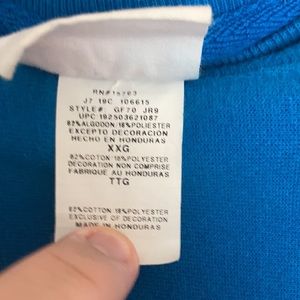 RN#15763
J7 19C 106615
STYLE#: GF70 JR9
UPC 192503621087
82%ALGODON/18%POLIESTER
EXCEPTO DECORACION
HECHO EN HONDURAS
XXG
82%COTON 18%POLYESTER
DECORATION NON COMPRISE
FABRIQUE AU HONDURAS
TTG
82%COTTON 18%POLYESTER
EXCLUSIVE OF DECORATION
MADE IN HONDURAS